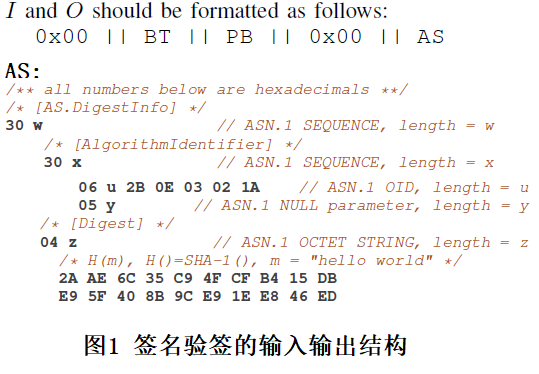 I and O should be formatted as follows:
0x00 || BT || PB || 0x00 || AS
AS:
/** all numbers below are hexadecimals **/
/* [AS.DigestInfo] */
30 w // ASN.1 SEQUENCE, length = w
/* [AlgorithmIdentifier] */
30 x // ASN.1 SEQUENCE, length = x
06 u 2B 0E 03 02 1A // ASN.1 OID, length = u
05 y // ASN.1 NULL parameter, length = y
/* [Digest] */
04 z // ASN.1 OCTET STRING, length = z
/* H(m), H()=SHA-1(), m = "hello world" */
2A AE 6C 35 C9 4F CF B4 15 DB
E9 5F 40 8B 9C E9 1E E8 46 ED
图1 签名验签的输入输出结构